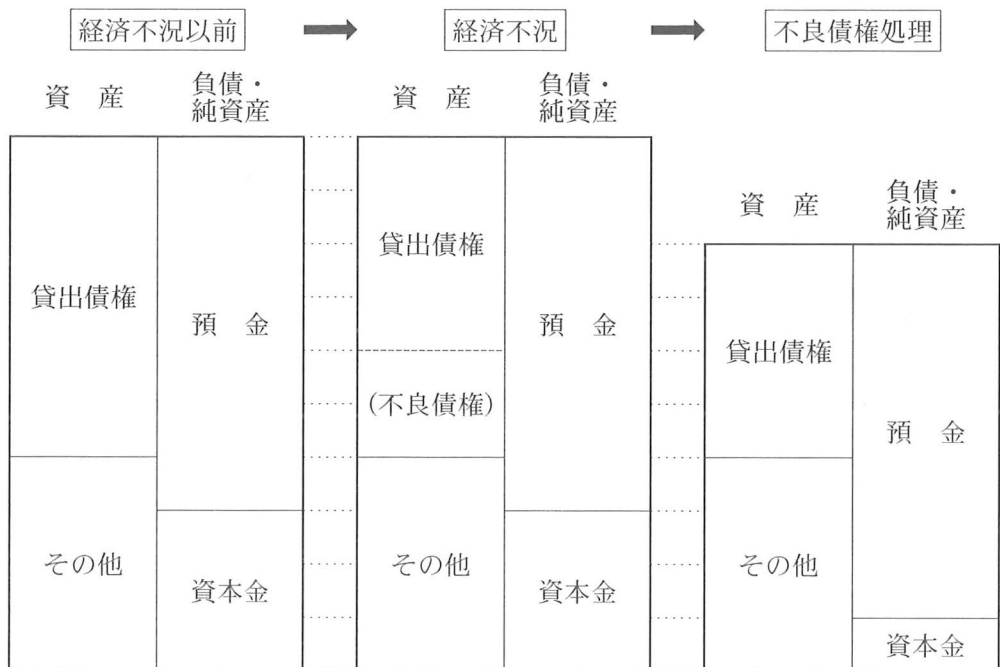 経済不況以前
経済不況
不良債権処理
資 産
負債・
純資産
貸出債権
預 金
その他
資本金
資 産
負債・
純資産
貸出債権
(不良債権)
預 金
その他
資本金
資 産
負債・
純資産
貸出債権
預 金
その他
資本金